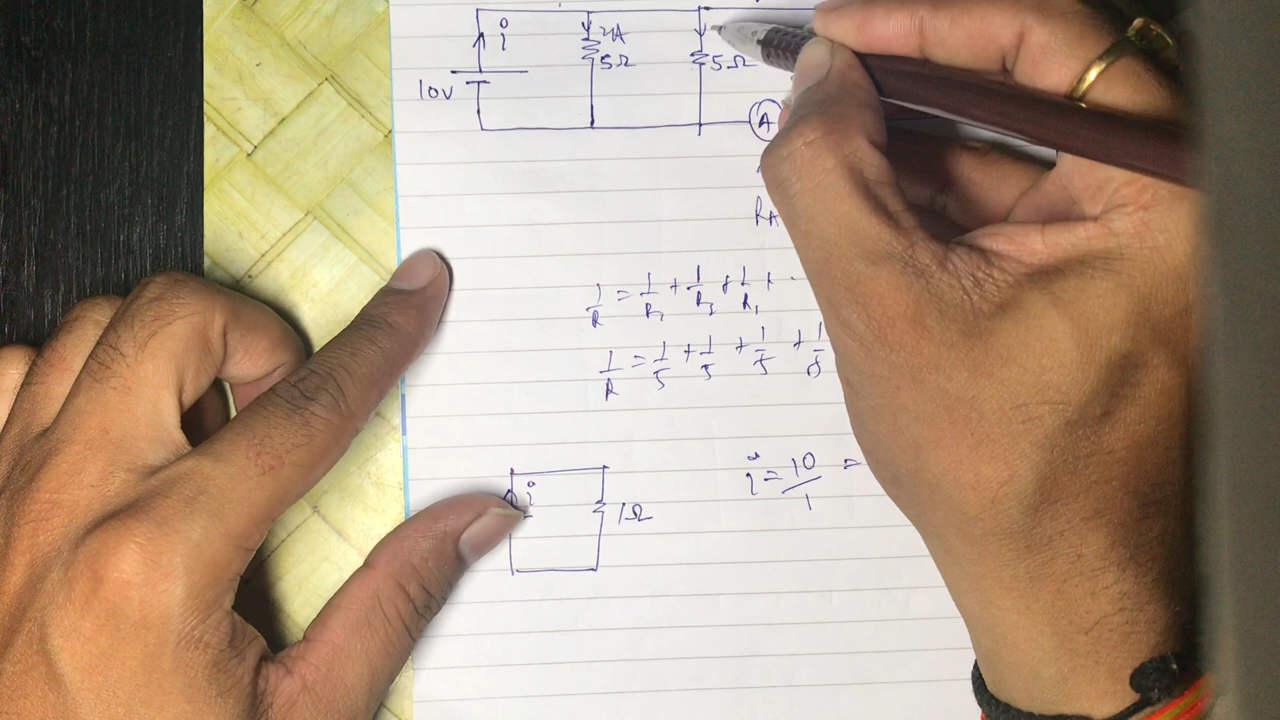 i
2A
5Ω
5Ω
10V
A
RA
1/R = 1/R2 + 1/R3 + 1/R1 + .
1/R = 1/5 + 1/5 + 1/5 + 1/5
i = 10/1 =
i
1Ω